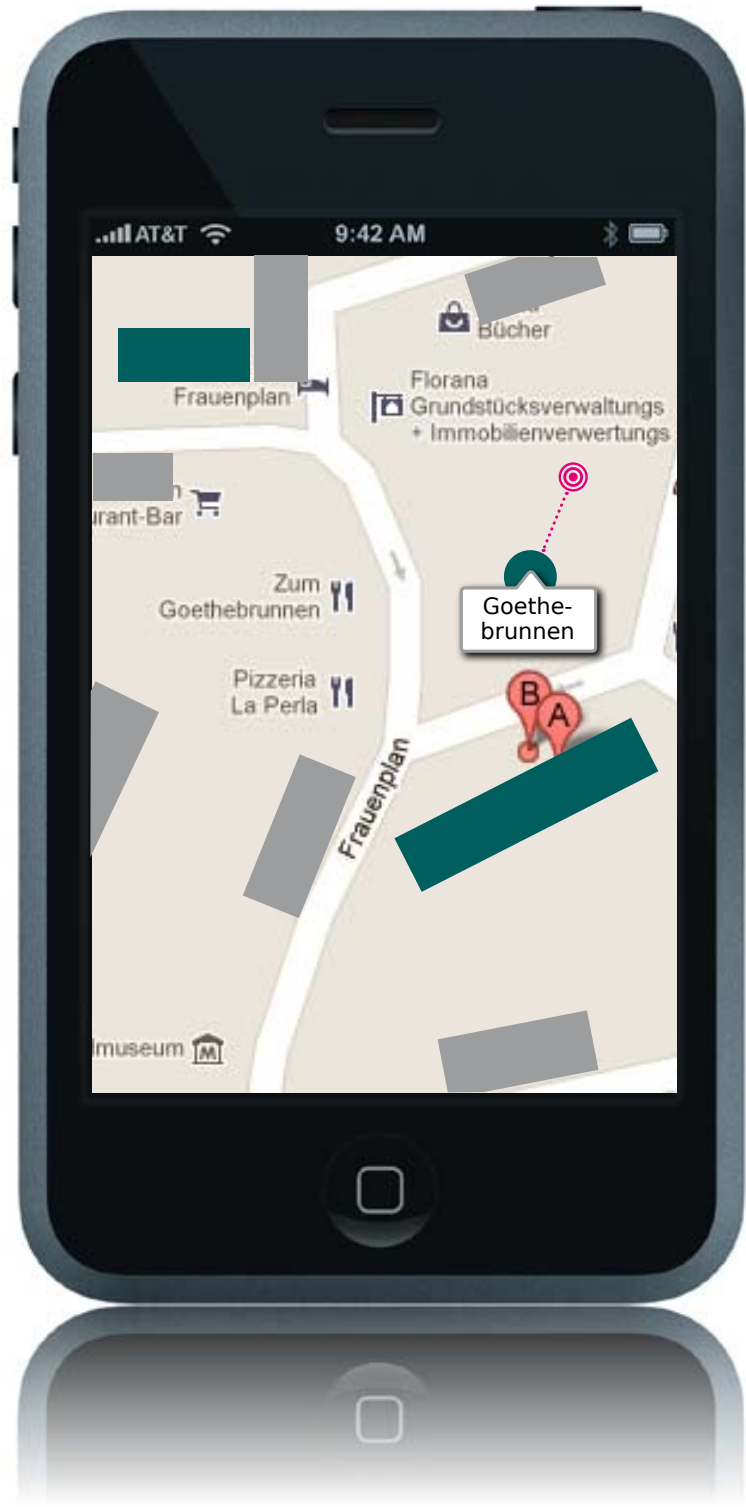 AT&T 9:42 AM
Bücher
Frauenplan
Florana
Grundstücksverwaltungs
+ Immobilienverwertungs
urant-Bar
Zum
Goethebrunnen
Goethe-
brunnen
Pizzeria
La Perla
B
A
Frauenplan
lmuseum
M